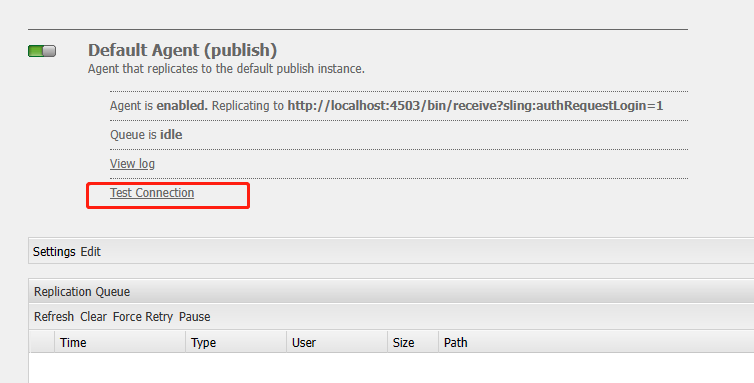 Default Agent (publish)
Agent that replicates to the default publish instance.
Agent is enabled. Replicating to http://localhost:4503/bin/receive?sling:authRequestLogin=1
Queue is idle
View log
Test Connection
Settings Edit
Replication Queue
Refresh Clear Force Retry Pause
Time Type User Size Path